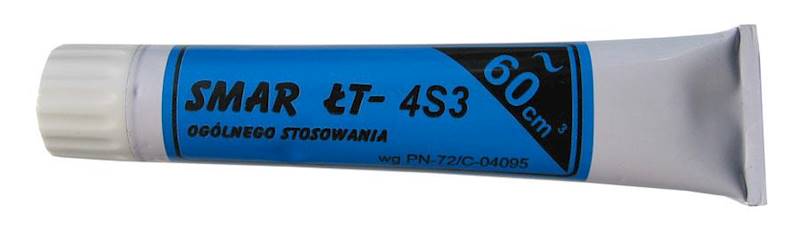 SMAR ŁT- 4S3
OGÓLNEGO STOSOWANIA
wg PN-72/C-04095
~
60cm³